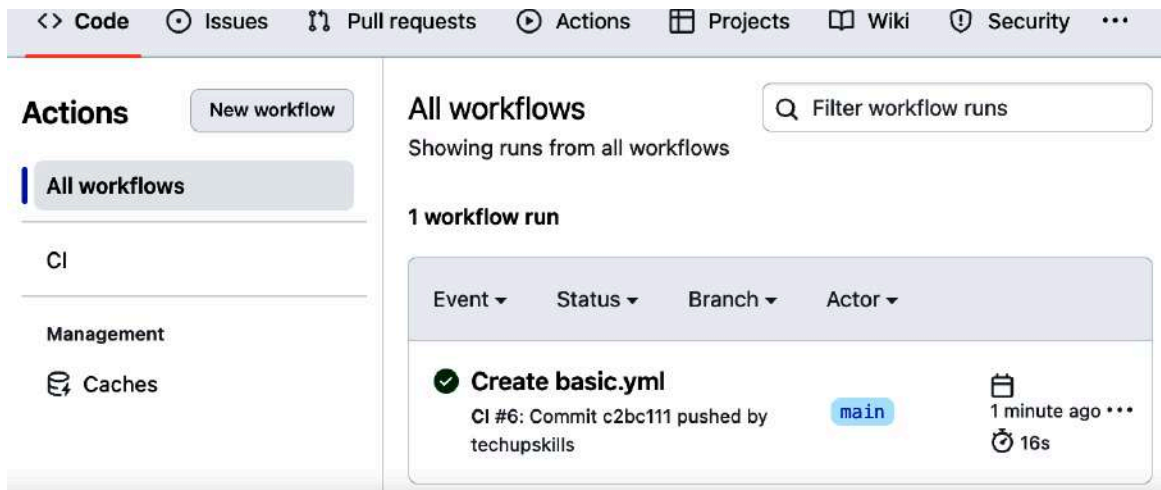 <> Code Issues Pull requests Actions Projects Wiki Security ...
Actions
New workflow
All workflows
CI
Management
Caches
All workflows
Filter workflow runs
Showing runs from all workflows
1 workflow run
Event Status Branch Actor
Create basic.yml
CI #6: Commit c2bc111 pushed by
techupskills
main
1 minute ago ...
16s